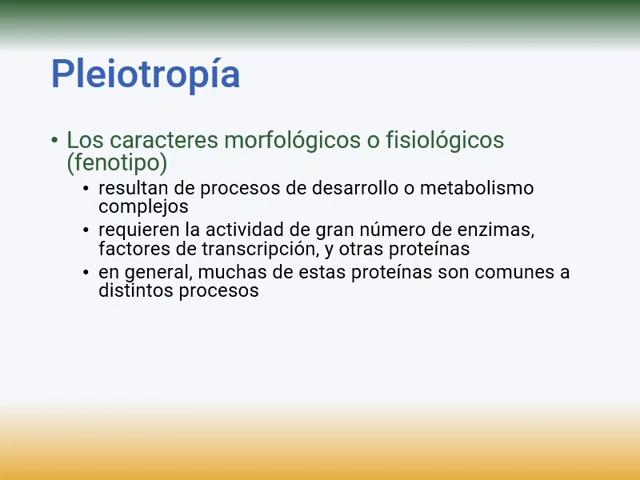 Pleiotropía
• Los caracteres morfológicos o fisiológicos
(fenotipo)
• resultan de procesos de desarrollo o metabolismo
complejos
• requieren la actividad de gran número de enzimas,
factores de transcripción, y otras proteínas
• en general, muchas de estas proteínas son comunes a
distintos procesos